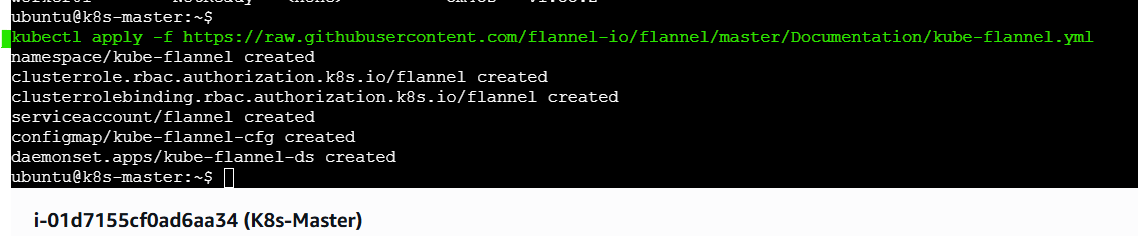 ubuntu@k8s-master:~$
kubectl apply -f https://raw.githubusercontent.com/flannel-io/flannel/master/Documentation/kube-flannel.yml
namespace/kube-flannel created
clusterrole.rbac.authorization.k8s.io/flannel created
clusterrolebinding.rbac.authorization.k8s.io/flannel created
serviceaccount/flannel created
configmap/kube-flannel-cfg created
daemonset.apps/kube-flannel-ds created
ubuntu@k8s-master:~$
i-01d7155cf0ad6aa34 (K8s-Master)